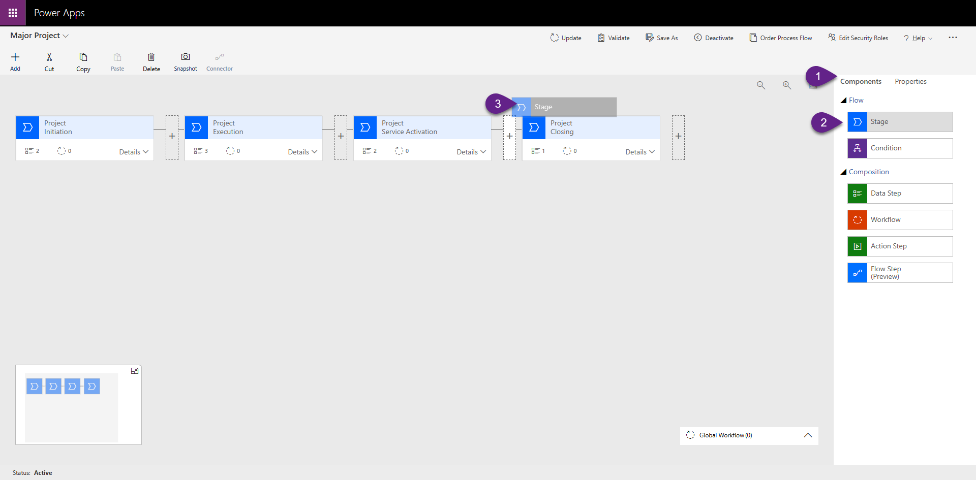 Power Apps
Major Project
Update
Validate
Save As
Deactivate
Order Process Flow
Edit Security Roles
? Help
Add
Cut
Copy
Paste
Delete
Snapshot
Connector
1
Components
Properties
Flow
2
Stage
Condition
Composition
Data Step
Workflow
Action Step
Flow Step
(Preview)
3
Stage
Project
Initiation
2
0
Details
Project
Execution
3
0
Details
Project
Service Activation
2
0
Details
Project
Closing
1
0
Details
Global Workflow (0)
Status Active